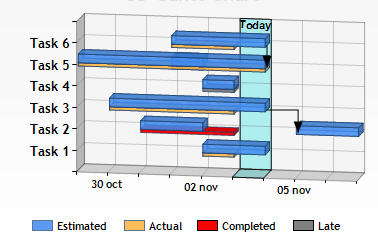 Today
Task 6
Task 5
Task 4
Task 3
Task 2
Task 1
30 oct
02 nov
05 nov
Estimated
Actual
Completed
Late